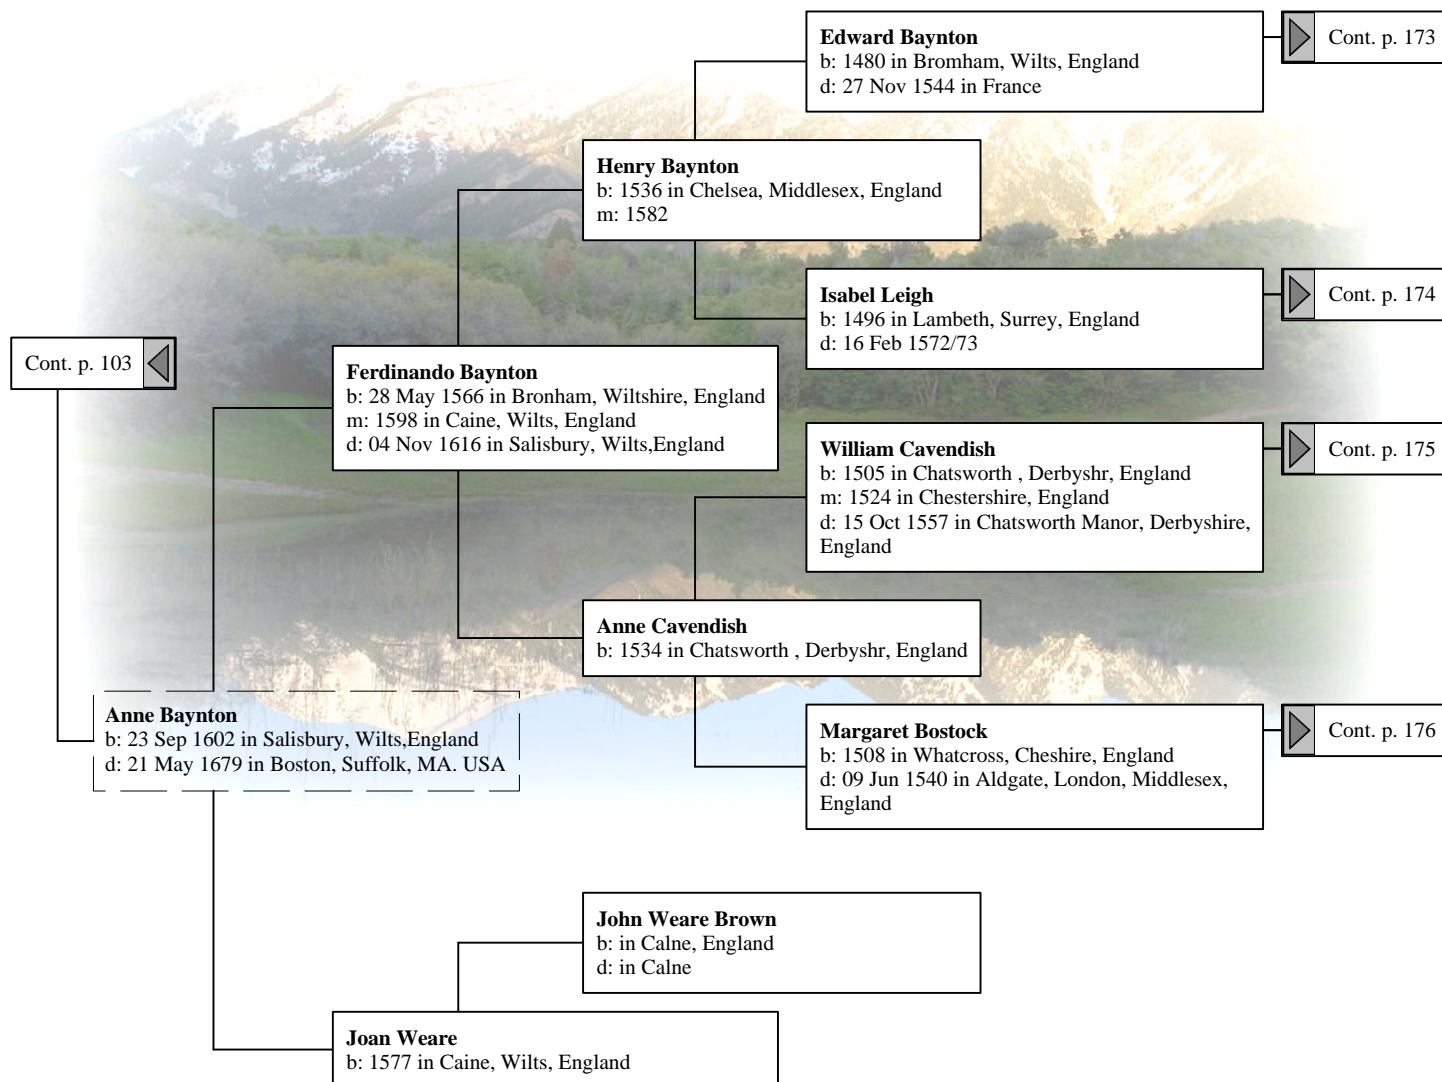 Edward Baynton
b: 1480 in Bromham, Wilts, England
d: 27 Nov 1544 in France
Cont. p. 173
Henry Baynton
b: 1536 in Chelsea, Middlesex, England
m: 1582
Isabel Leigh
b: 1496 in Lambeth, Surrey, England
d: 16 Feb 1572/73
Cont. p. 174
Cont. p. 103
Ferdinando Baynton
b: 28 May 1566 in Bronham, Wiltshire, England
m: 1598 in Caine, Wilts, England
d: 04 Nov 1616 in Salisbury, Wilts,England
William Cavendish
b: 1505 in Chatsworth , Derbyshr, England
m: 1524 in Chestershire, England
d: 15 Oct 1557 in Chatsworth Manor, Derbyshire,
England
Cont. p. 175
Anne Cavendish
b: 1534 in Chatsworth , Derbyshr, England
Anne Baynton
b: 23 Sep 1602 in Salisbury, Wilts,England
d: 21 May 1679 in Boston, Suffolk, MA. USA
Margaret Bostock
b: 1508 in Whatcross, Cheshire, England
d: 09 Jun 1540 in Aldgate, London, Middlesex,
England
Cont. p. 176
John Weare Brown
b: in Calne, England
d: in Calne
Joan Weare
b: 1577 in Caine, Wilts, England